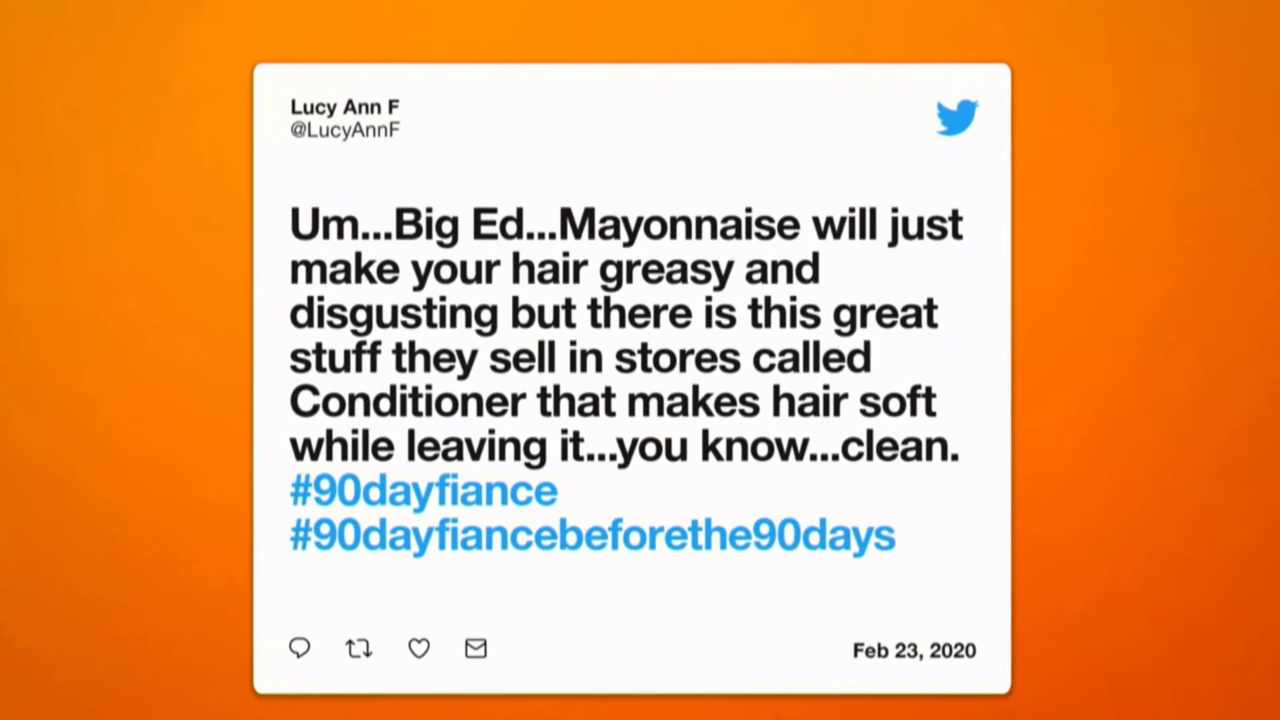 Lucy Ann F
@LucyAnnF
Um...Big Ed...Mayonnaise will just
make your hair greasy and
disgusting but there is this great
stuff they sell in stores called
Conditioner that makes hair soft
while leaving it...you know...clean.
#90dayfiance
#90dayfiancebeforethe90days
Feb 23, 2020